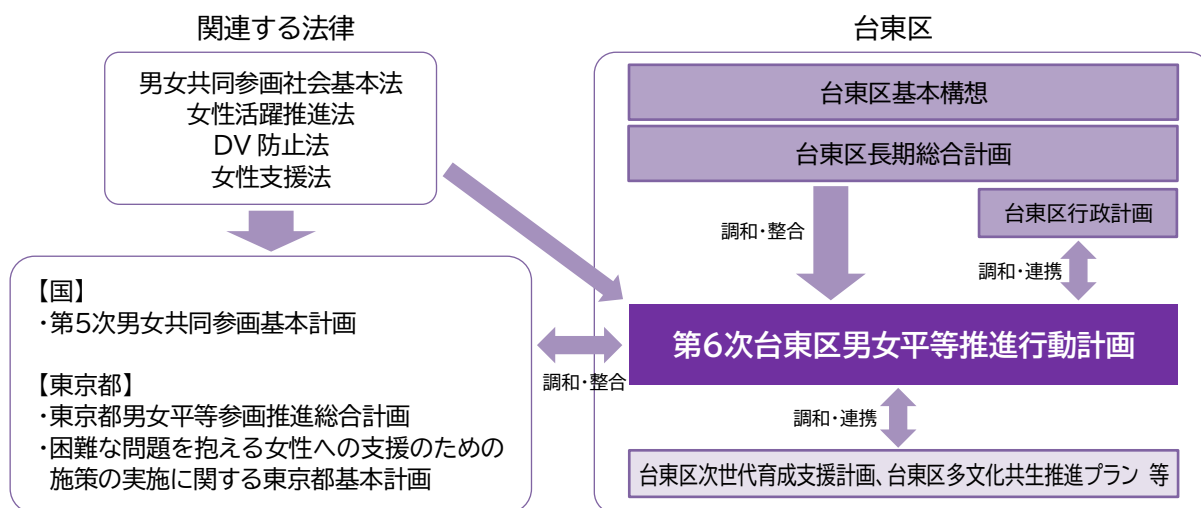 関連する法律
男女共同参画社会基本法
女性活躍推進法
DV防止法
女性支援法
【国】
・第5次男女共同参画基本計画
【東京都】
・東京都男女平等参画推進総合計画
・困難な問題を抱える女性への支援のための
施策の実施に関する東京都基本計画
調和・整合
台東区
台東区基本構想
台東区長期総合計画
調和・整合
台東区行政計画
調和・連携
第6次台東区男女平等推進行動計画
調和・連携
台東区次世代育成支援計画、台東区多文化共生推進プラン 等